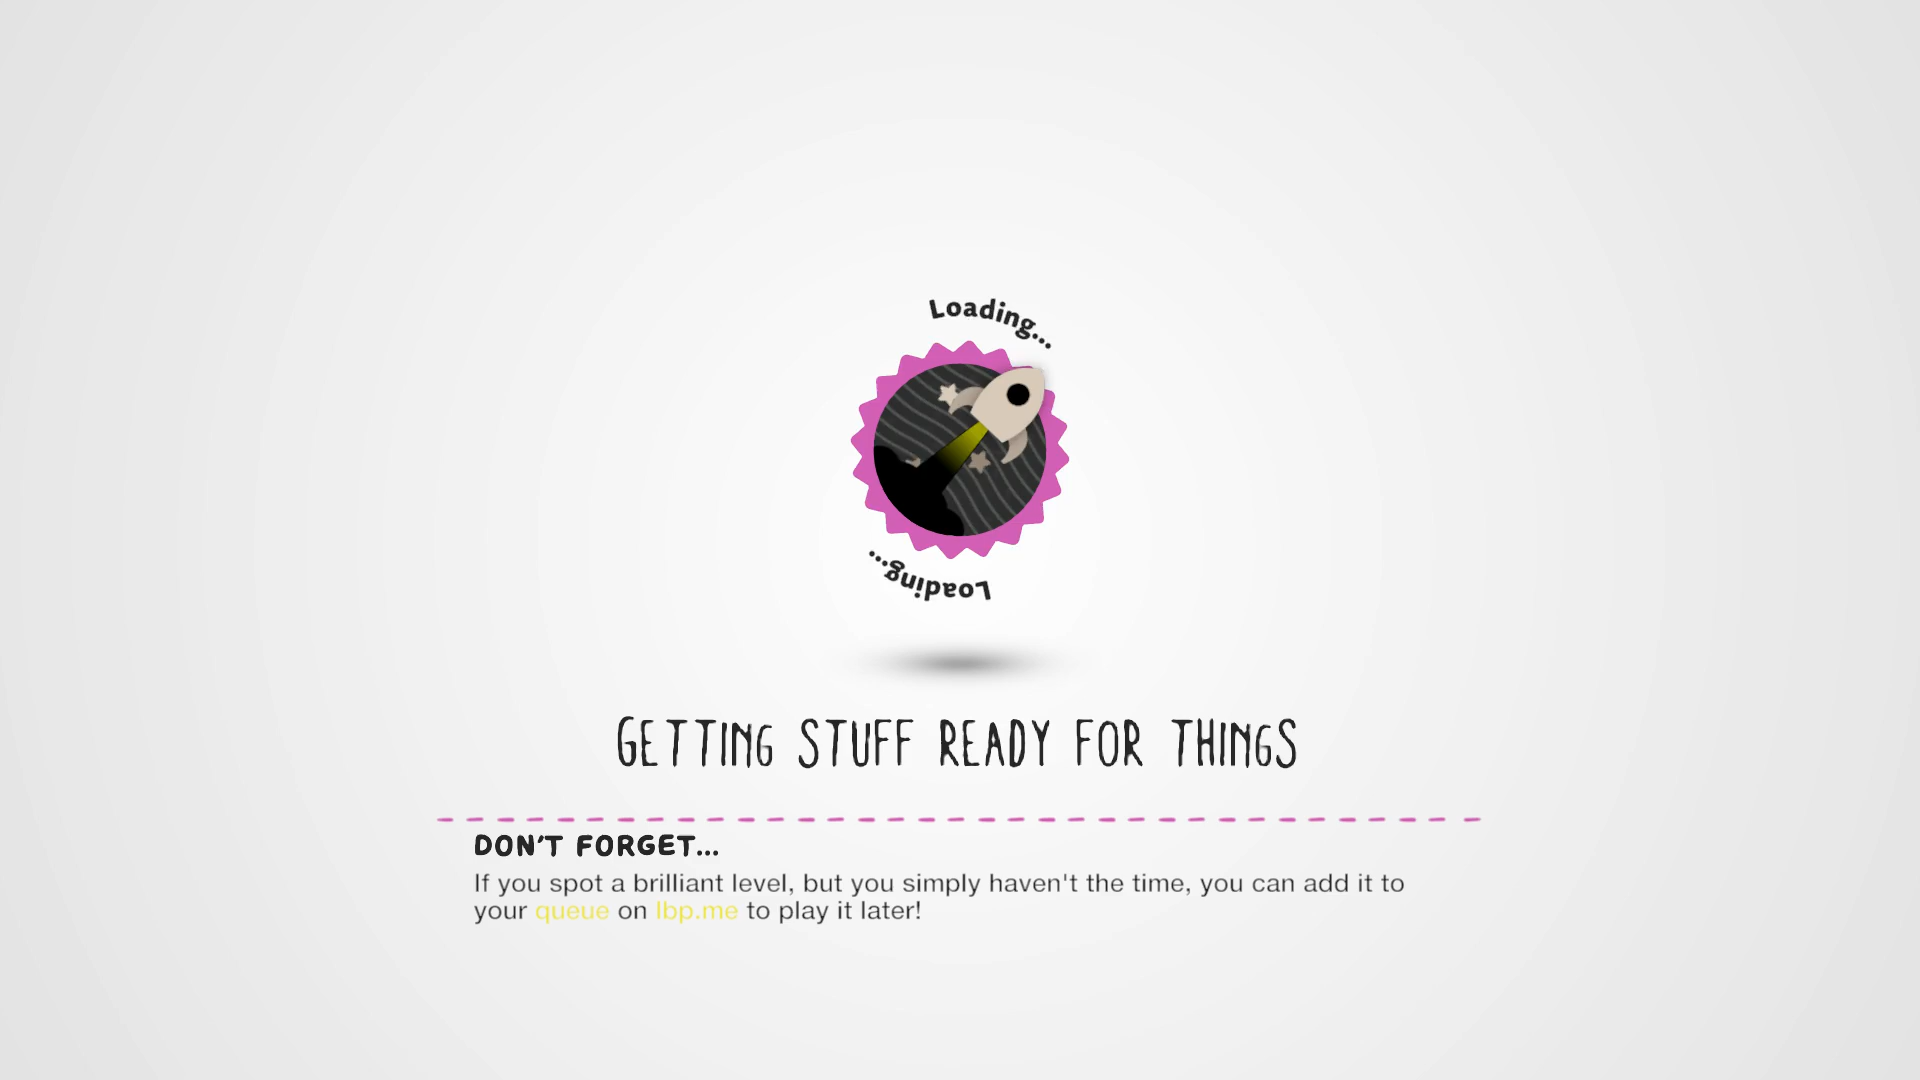 Loading...
Loading...
GETTING STUFF READY FOR THINGS
DON'T FORGET...
If you spot a brilliant level, but you simply haven't the time, you can add it to
your queue on lbp.me to play it later!